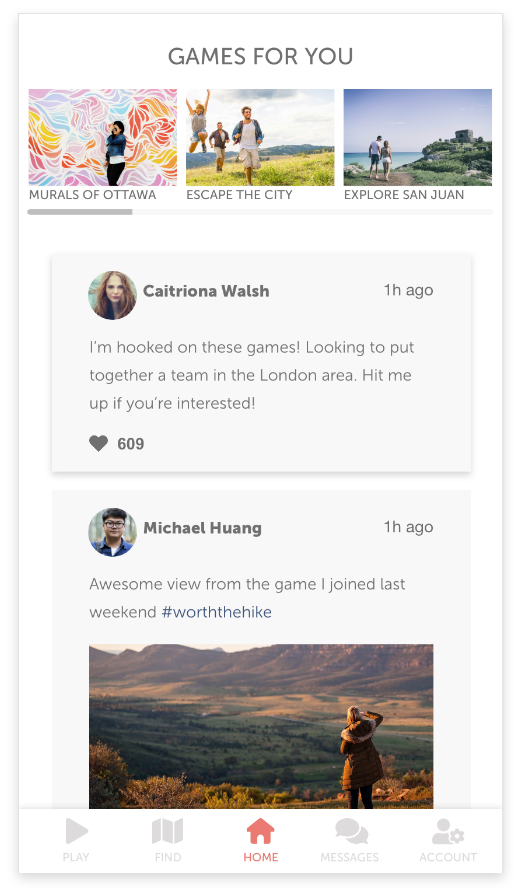 GAMES FOR YOU
MURALS OF OTTAWA
ESCAPE THE CITY
EXPLORE SAN JUAN
Caitriona Walsh
1h ago
I'm hooked on these games! Looking to put
together a team in the London area. Hit me
up if you're interested!
609
Michael Huang
1h ago
Awesome view from the game I joined last
weekend #worththehike
PLAY
FIND
HOME
MESSAGES
ACCOUNT